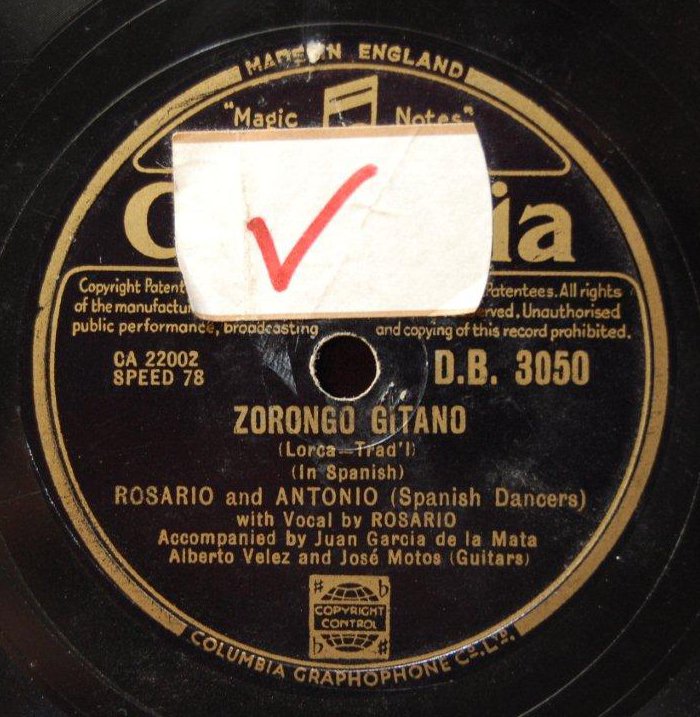 MADE IN ENGLAND
"Magic Notes"
C ia
Copyright Patent Patentees. All rights
of the manufactur rved. Unauthorised
public performance, broadcasting and copying of this record prohibited.
CA 22002
SPEED 78
D.B. 3050
ZORONGO GITANO
(Lorca—Trad'l)
(In Spanish)
ROSARIO and ANTONIO (Spanish Dancers)
with Vocal by ROSARIO
Accompanied by Juan Garcia de la Mata
Alberto Velez and José Motos (Guitars)
COPYRIGHT
CONTROL
COLUMBIA GRAPHOPHONE CO. LTD.